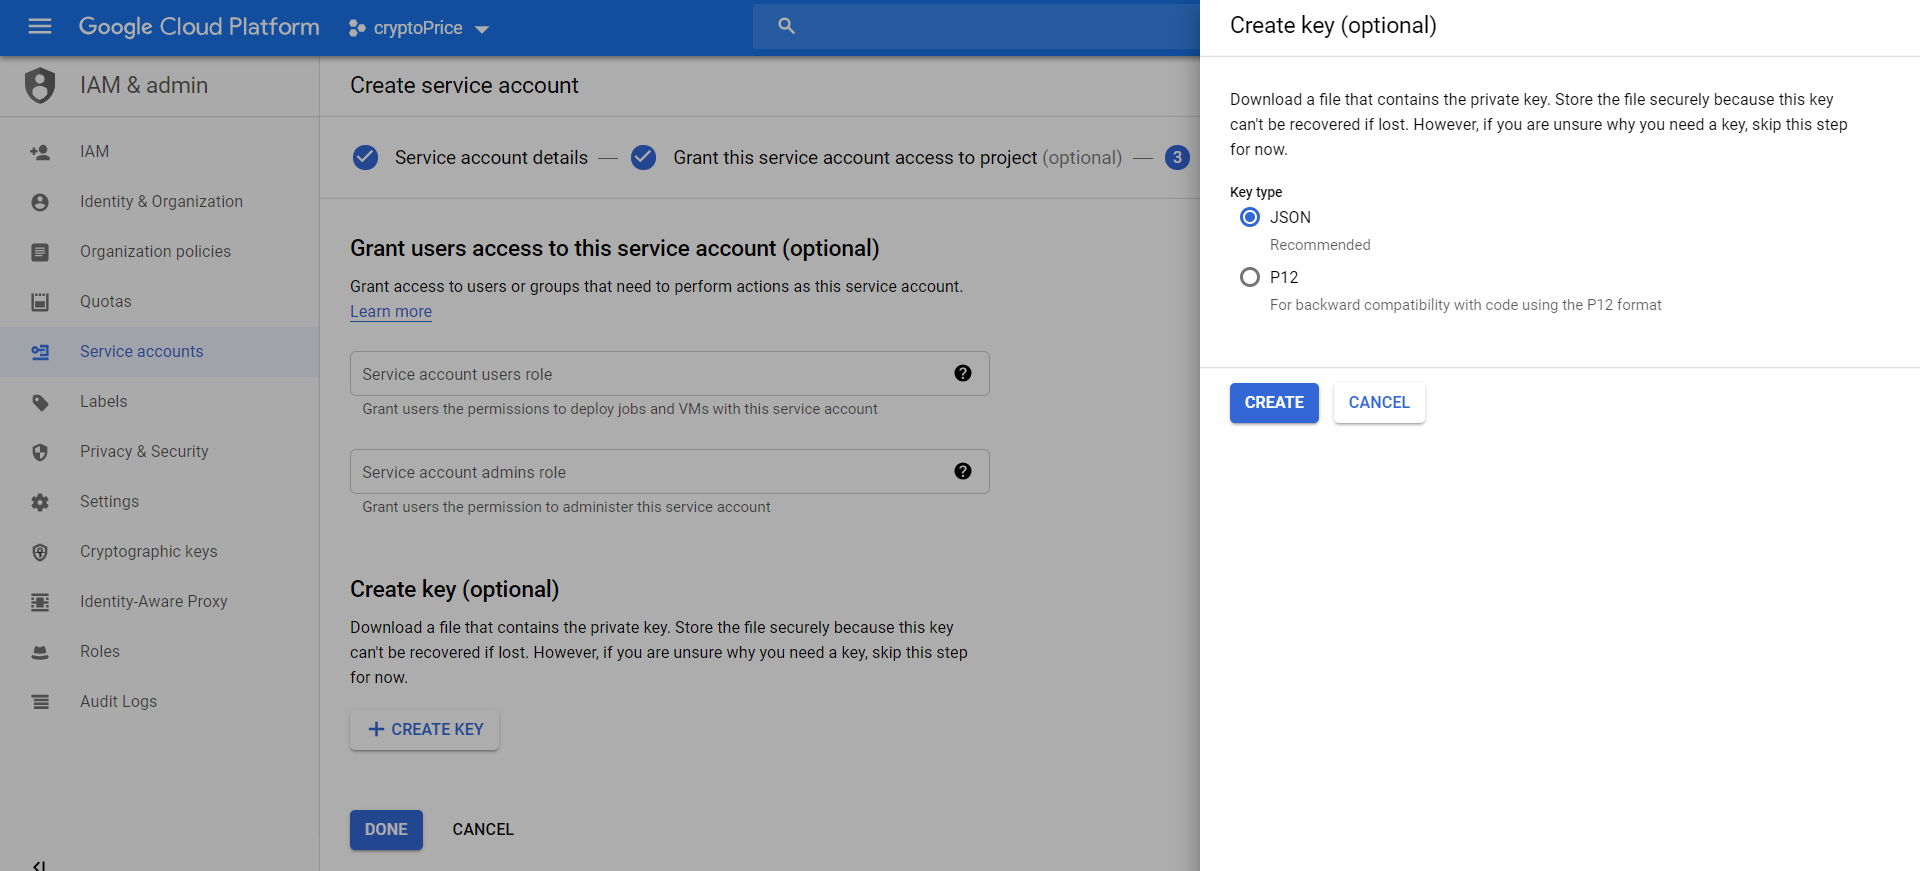 Google Cloud Platform
cryptoPrice
IAM & admin
IAM
Identity & Organization
Organization policies
Quotas
Service accounts
Labels
Privacy & Security
Settings
Cryptographic keys
Identity-Aware Proxy
Roles
Audit Logs
Create service account
Service account details — Grant this service account access to project (optional) — 3
Grant users access to this service account (optional)
Grant access to users or groups that need to perform actions as this service account.
Learn more
Service account users role
Grant users the permissions to deploy jobs and VMs with this service account
Service account admins role
Grant users the permission to administer this service account
Create key (optional)
Download a file that contains the private key. Store the file securely because this key
can't be recovered if lost. However, if you are unsure why you need a key, skip this step
for now.
+ CREATE KEY
DONE CANCEL
Create key (optional)
Download a file that contains the private key. Store the file securely because this key
can't be recovered if lost. However, if you are unsure why you need a key, skip this step
for now.
Key type
JSON
Recommended
P12
For backward compatibility with code using the P12 format
CREATE CANCEL